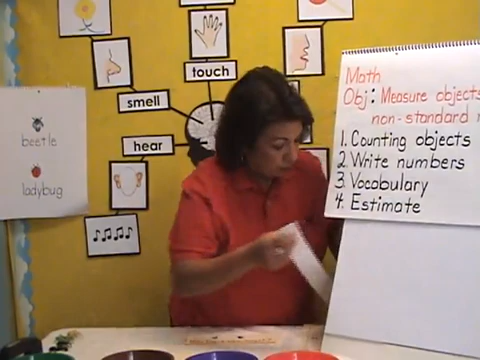 touch
smell
hear
beetle
ladybug
Math
Obj: Measure objects
non-standard
1. Counting objects
2. Write numbers
3. Vocabulary
4. Estimate